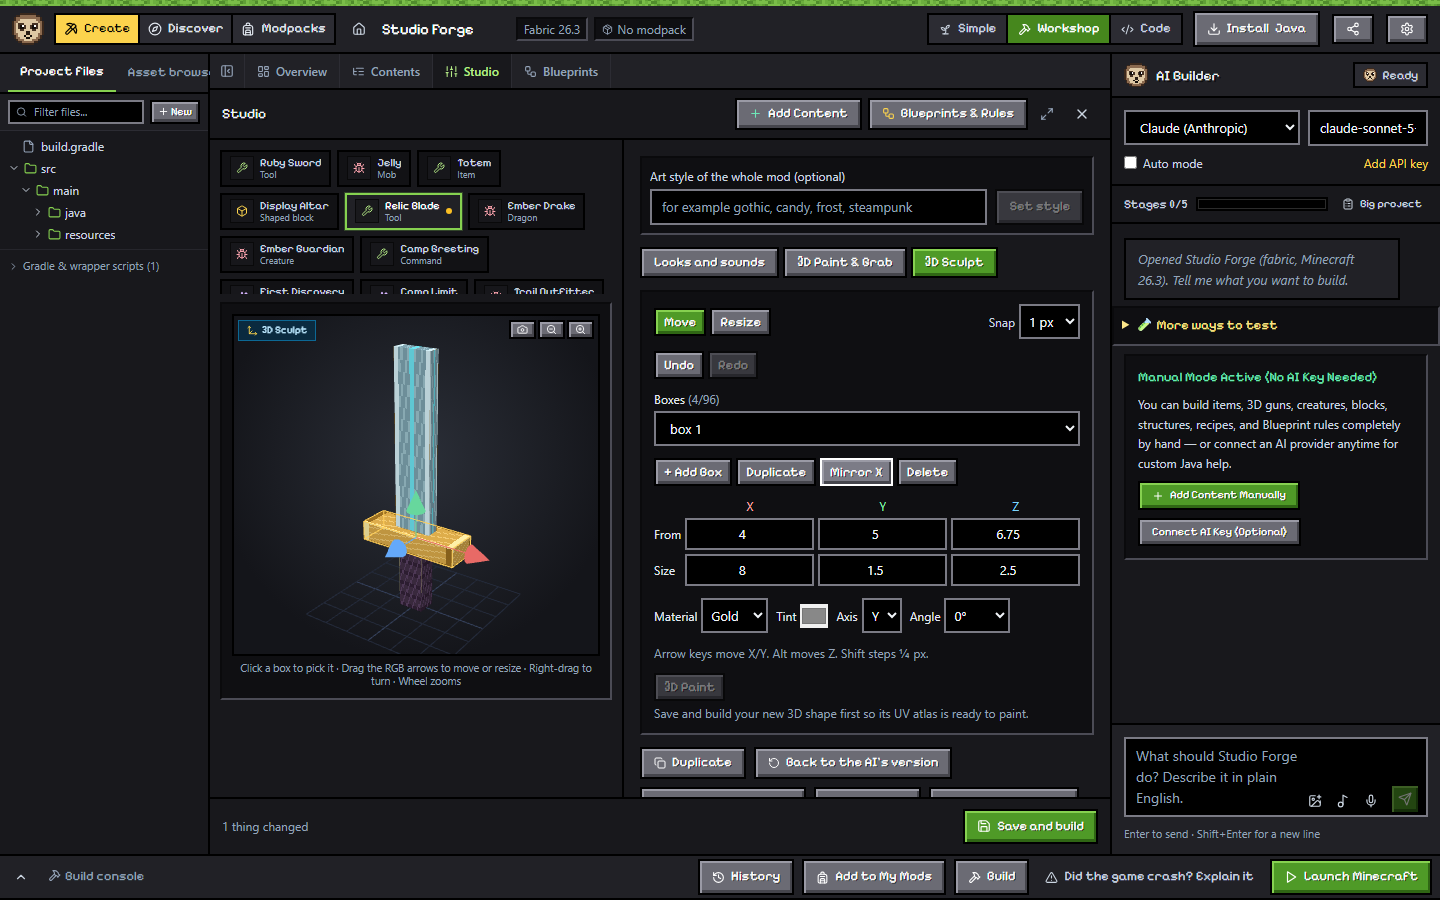 Create
Discover
Modpacks
Studio Forge
Fabric 26.3
No modpack
Simple
Workshop
Code
Install Java
Project Files
Asset brows
Overview
Contents
Studio
Blueprints
AI Builder
Ready
Filter files...
+ New
build.gradle
src
main
java
resources
Gradle & wrapper scripts (1)
Studio
+ Add Content
Blueprints & Rules
Ruby Sword
Tool
Jelly
Mob
Totem
Item
Display Altar
Shaped block
Relic Blade
Tool
Ember Drake
Dragon
Ember Guardian
Creature
Camp Greeting
Command
First Discovery
Camp Limit
Trail Outfitter
3D Sculpt
Click a box to pick it · Drag the RGB arrows to move or resize · Right-drag to
turn · Wheel zooms
Art style of the whole mod (optional)
for example gothic, candy, frost, steampunk
Set style
Looks and sounds
3D Paint & Grab
3D Sculpt
Move
Resize
Snap
1 px
Undo
Redo
Boxes (4/96)
box 1
+ Add Box
Duplicate
Mirror X
Delete
X
Y
Z
From
4
5
6.75
Size
8
1.5
2.5
Material
Gold
Tint
Axis
Y
Angle
0°
Arrow keys move X/Y. Alt moves Z. Shift steps ¼ px.
3D Paint
Save and build your new 3D shape first so its UV atlas is ready to paint.
Duplicate
Back to the AI's version
1 thing changed
Save and build
Claude (Anthropic)
claude-sonnet-5-
Auto mode
Add API key
Stages 0/5
Big project
Opened Studio Forge (fabric, Minecraft
26.3). Tell me what you want to build.
More ways to test
Manual Mode Active (No AI Key Needed)
You can build items, 3D guns, creatures, blocks,
structures, recipes, and Blueprint rules completely
by hand — or connect an AI provider anytime for
custom Java help.
+ Add Content Manually
Connect AI Key (Optional)
What should Studio Forge
do? Describe it in plain
English.
Enter to send · Shift+Enter for a new line
Build console
History
Add to My Mods
Build
Did the game crash? Explain it
Launch Minecraft